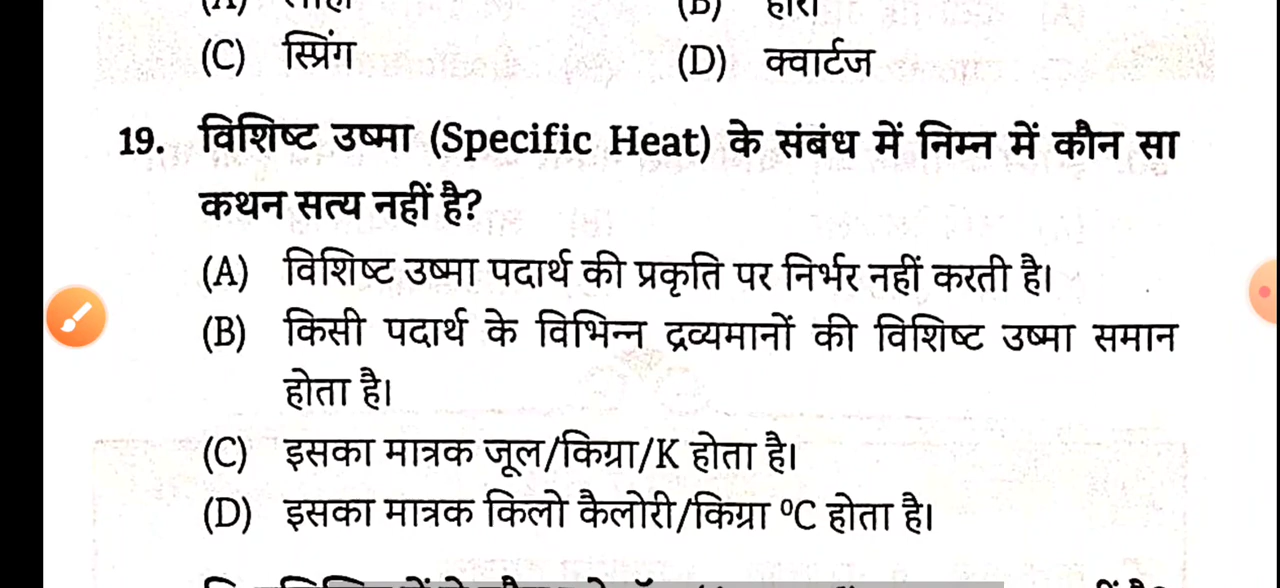 (C) स्प्रिंग (D) क्वार्टज
19. विशिष्ट उष्मा (Specific Heat) के संबंध में निम्न में कौन सा
कथन सत्य नहीं है?
(A) विशिष्ट उष्मा पदार्थ की प्रकृति पर निर्भर नहीं करती है।
(B) किसी पदार्थ के विभिन्न द्रव्यमानों की विशिष्ट उष्मा समान
होता है।
(C) इसका मात्रक जूल/किग्रा/K होता है।
(D) इसका मात्रक किलो कैलोरी/किग्रा ⁰C होता है।